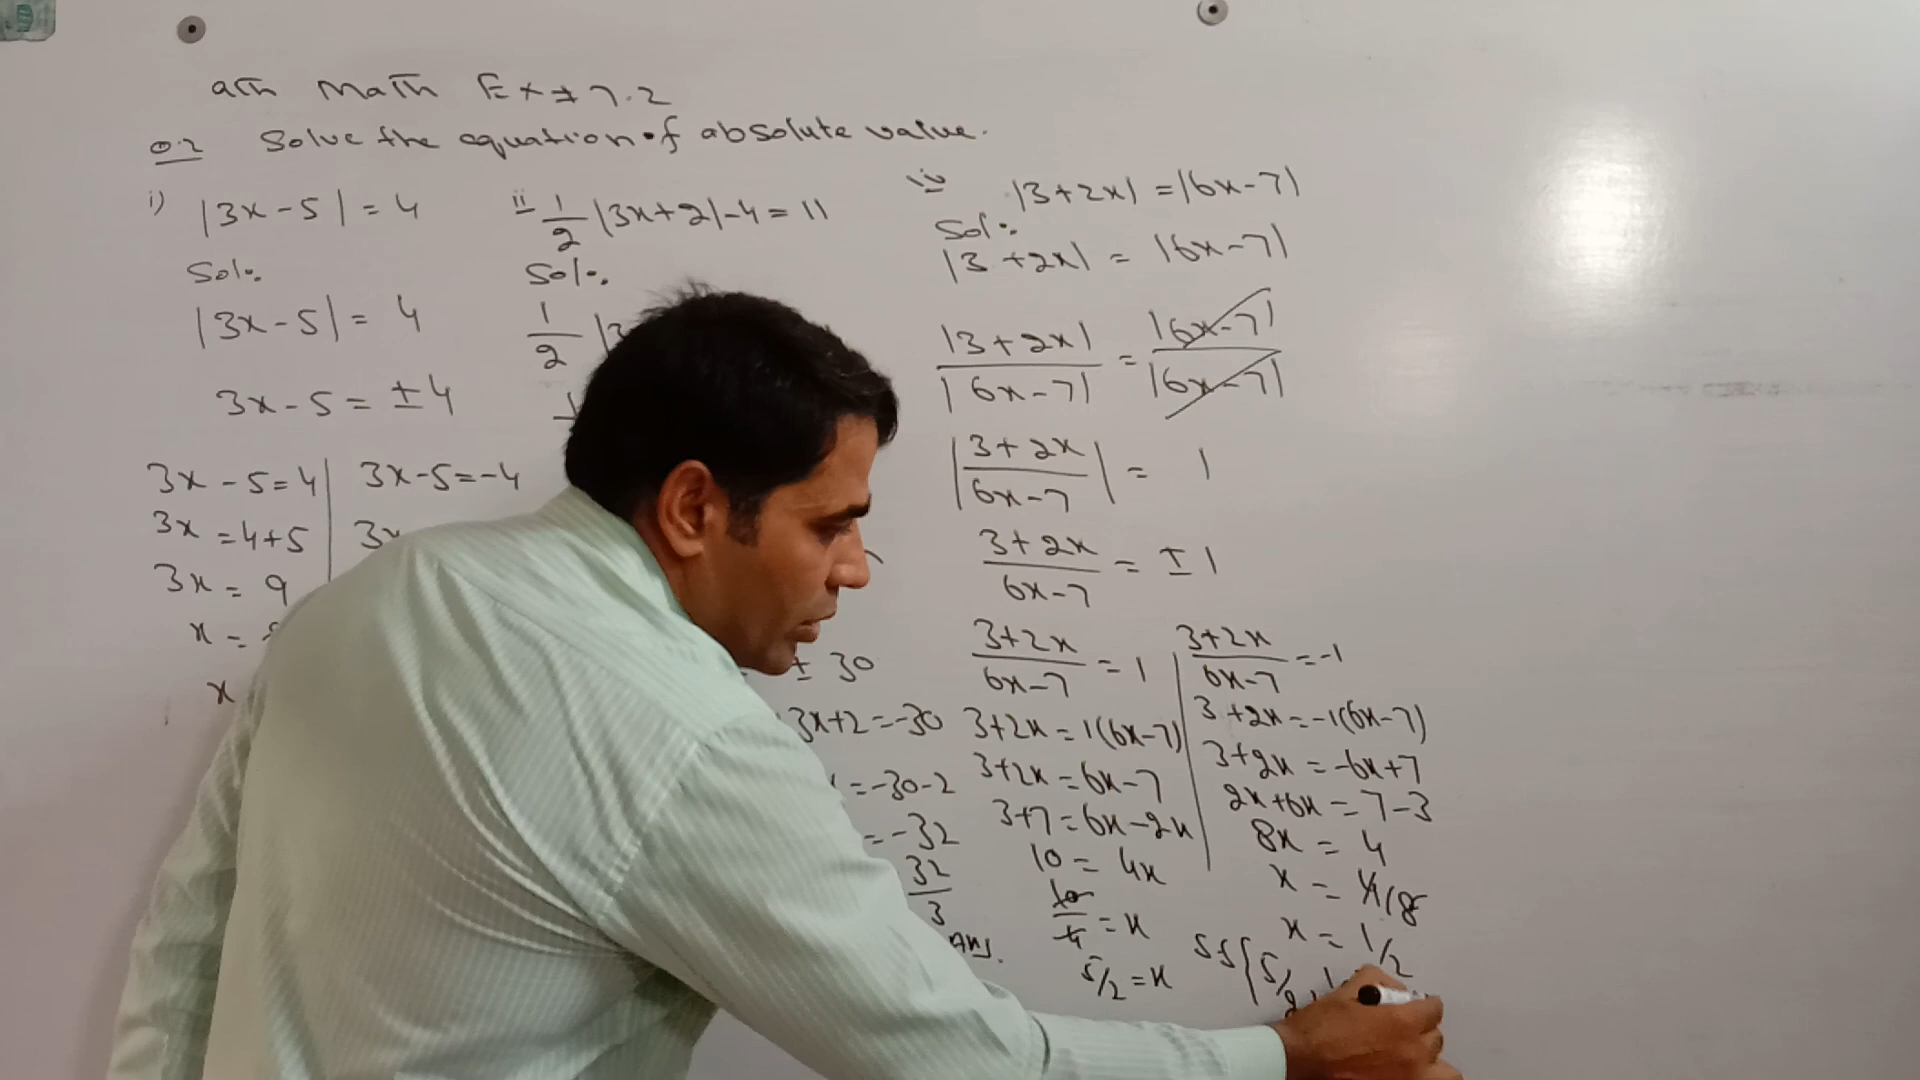 9th Math Ex # 7.2
Q.2 Solve the equation of absolute value.
i) |3x-5| = 4
Sol:.
|3x-5| = 4
3x-5 = ±4
3x-5=4 | 3x-5=-4
3x = 4+5 | 3x
3x = 9
x =
x
ii 1/2 |3x+2|-4 = 11
Sol:.
1/2 |3
± 30
3x+2 = -30
= -30-2
= -32
32/3
Ans.
iv |3+2x| = |6x-7|
Sol:.
|3+2x| = |6x-7|
|3+2x|/|6x-7| = |6x-7|/|6x-7|
|3+2x/6x-7| = 1
3+2x/6x-7 = ±1
3+2x/6x-7 = 1 | 3+2x/6x-7 = -1
3+2x = 1(6x-7) | 3+2x = -1(6x-7)
3+2x = 6x-7 | 3+2x = -6x+7
3+7 = 6x-2x | 2x+6x = 7-3
10 = 4x | 8x = 4
10/4 = x | x = 4/8
5/2 = x | x = 1/2
SS{5/2,